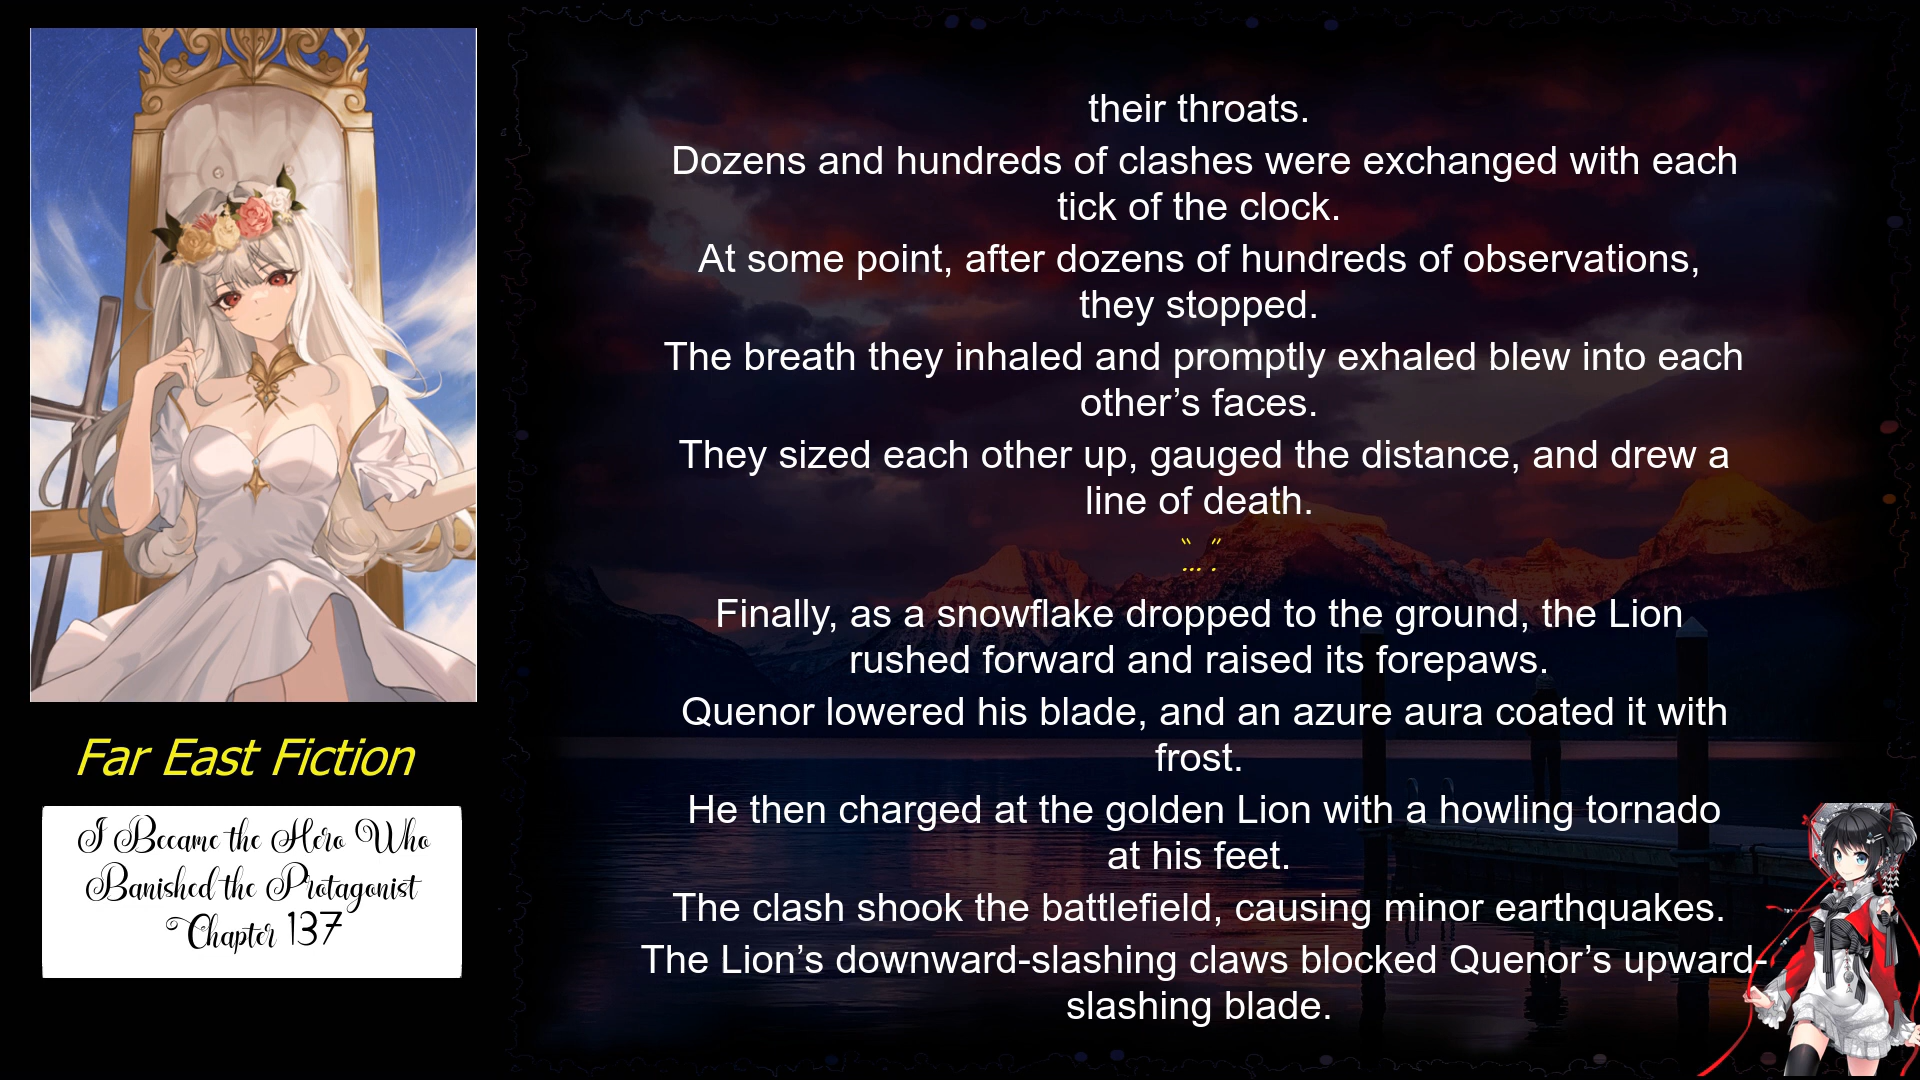 their throats.
Dozens and hundreds of clashes were exchanged with each
tick of the clock.
At some point, after dozens of hundreds of observations,
they stopped.
The breath they inhaled and promptly exhaled blew into each
other’s faces.
They sized each other up, gauged the distance, and drew a
line of death.
“… .”
Finally, as a snowflake dropped to the ground, the Lion
rushed forward and raised its forepaws.
Quenor lowered his blade, and an azure aura coated it with
frost.
He then charged at the golden Lion with a howling tornado
at his feet.
The clash shook the battlefield, causing minor earthquakes.
The Lion’s downward-slashing claws blocked Quenor’s upward-
slashing blade.
Far East Fiction
I Became the Hero Who
Banished the Protagonist
Chapter 137